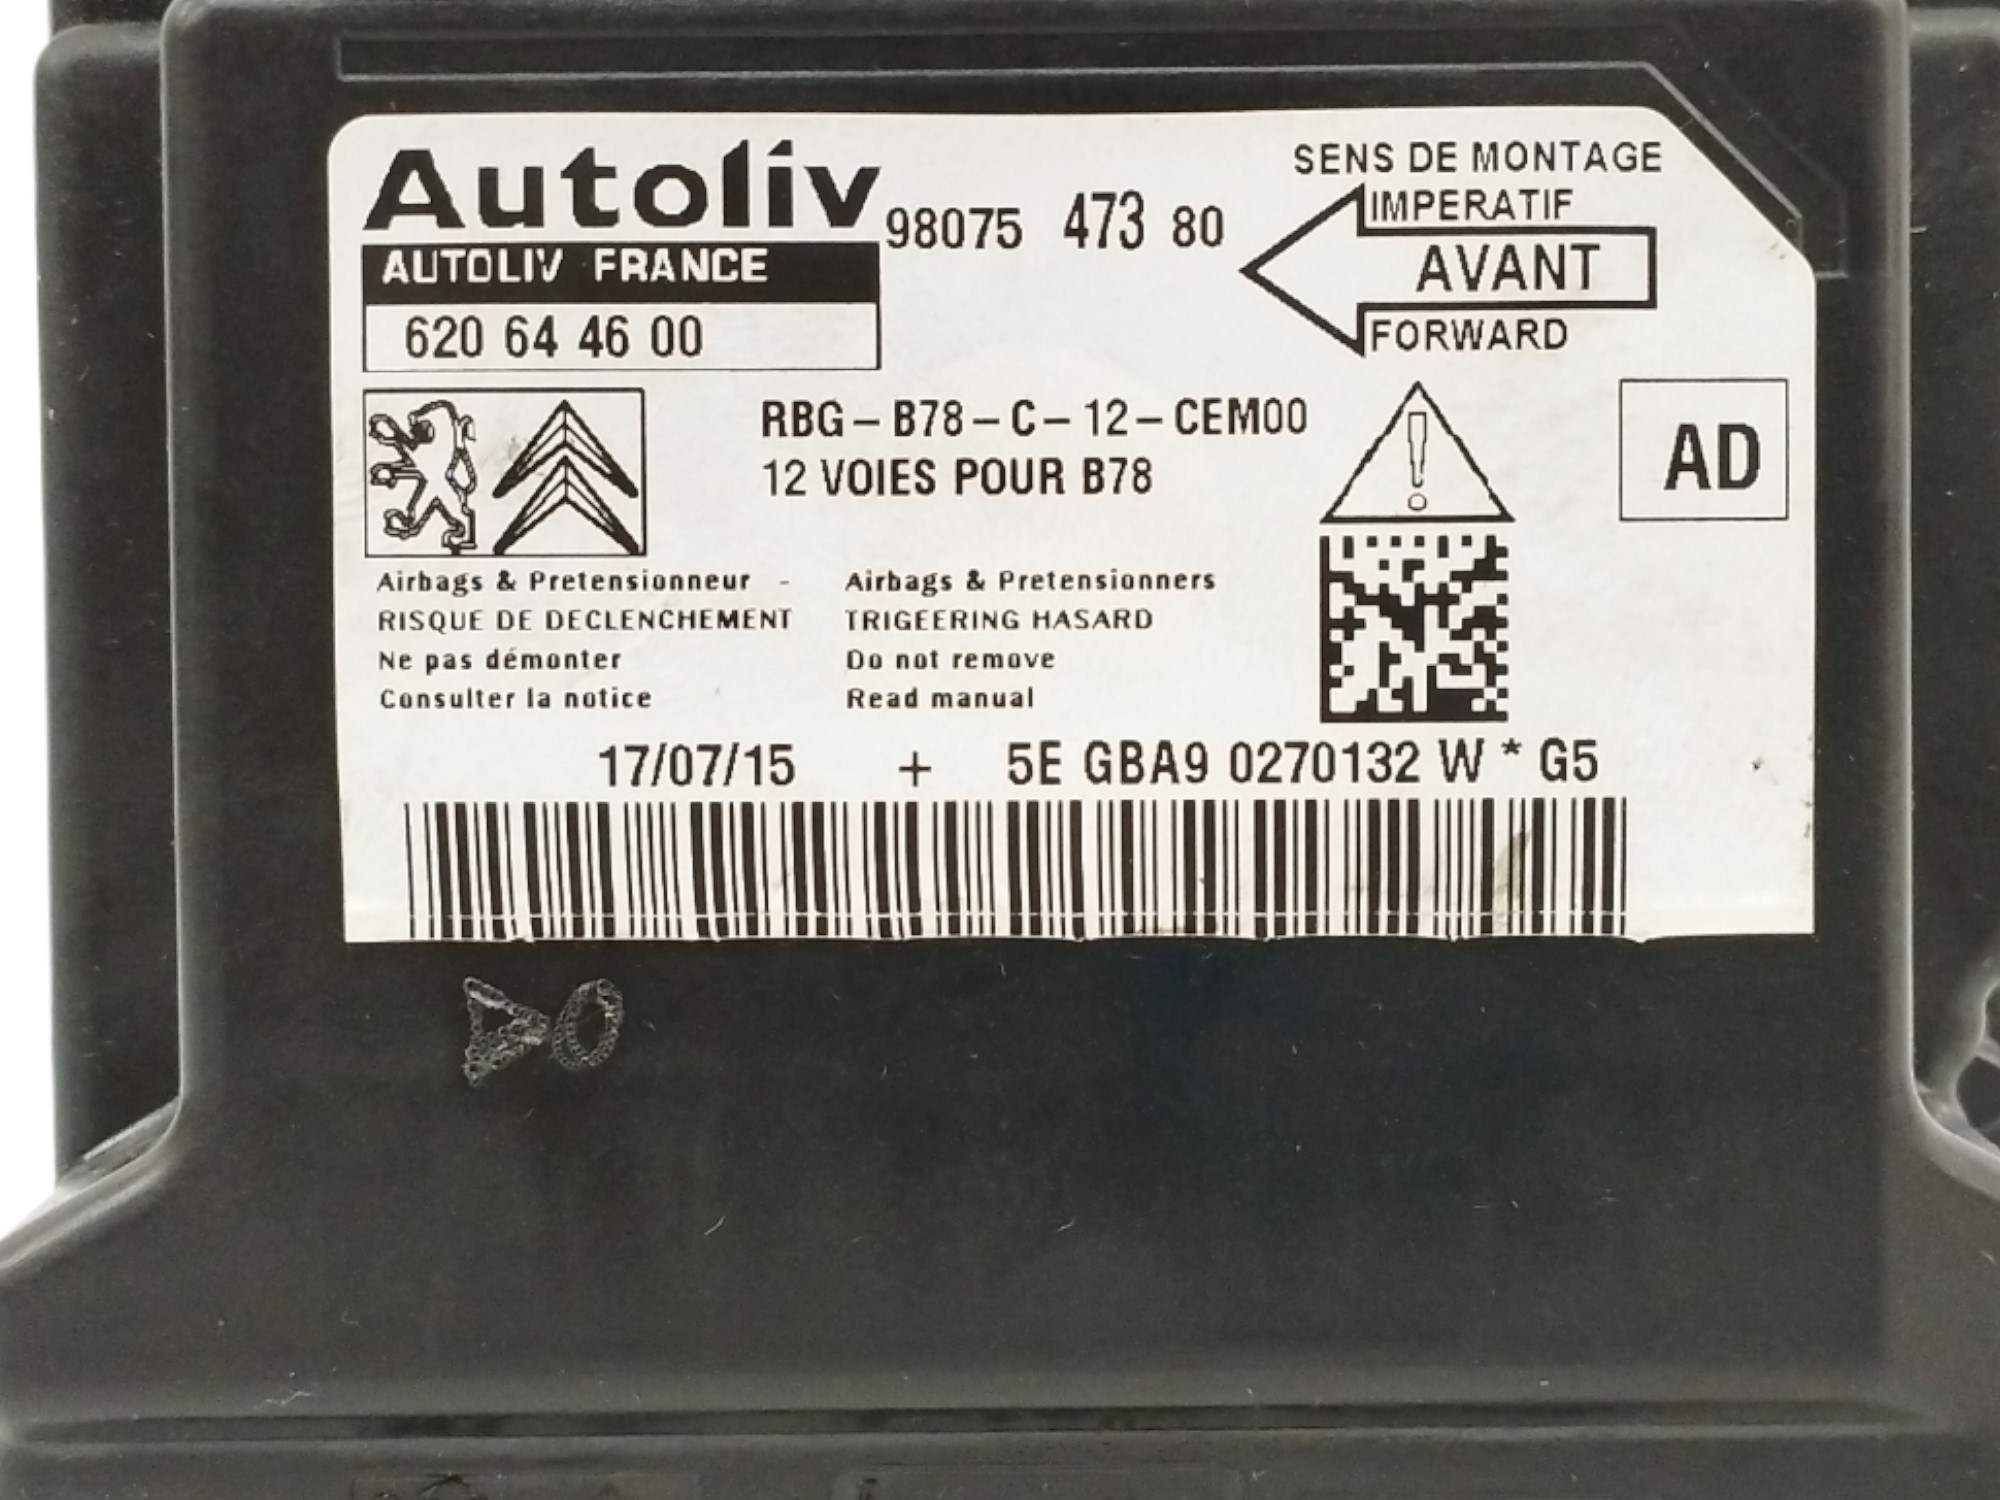 Autoliv
98075 473 80
AUTOLIV FRANCE
620 64 46 00
SENS DE MONTAGE
IMPERATIF
AVANT
FORWARD
RBG-B78-C-12-CEM00
12 VOIES POUR B78
AD
Airbags & Pretensionneur -
RISQUE DE DECLENCHEMENT
Ne pas démonter
Consulter la notice
Airbags & Pretensionners
TRIGEERING HASARD
Do not remove
Read manual
17/07/15 + 5E GBA9 0270132 W * G5